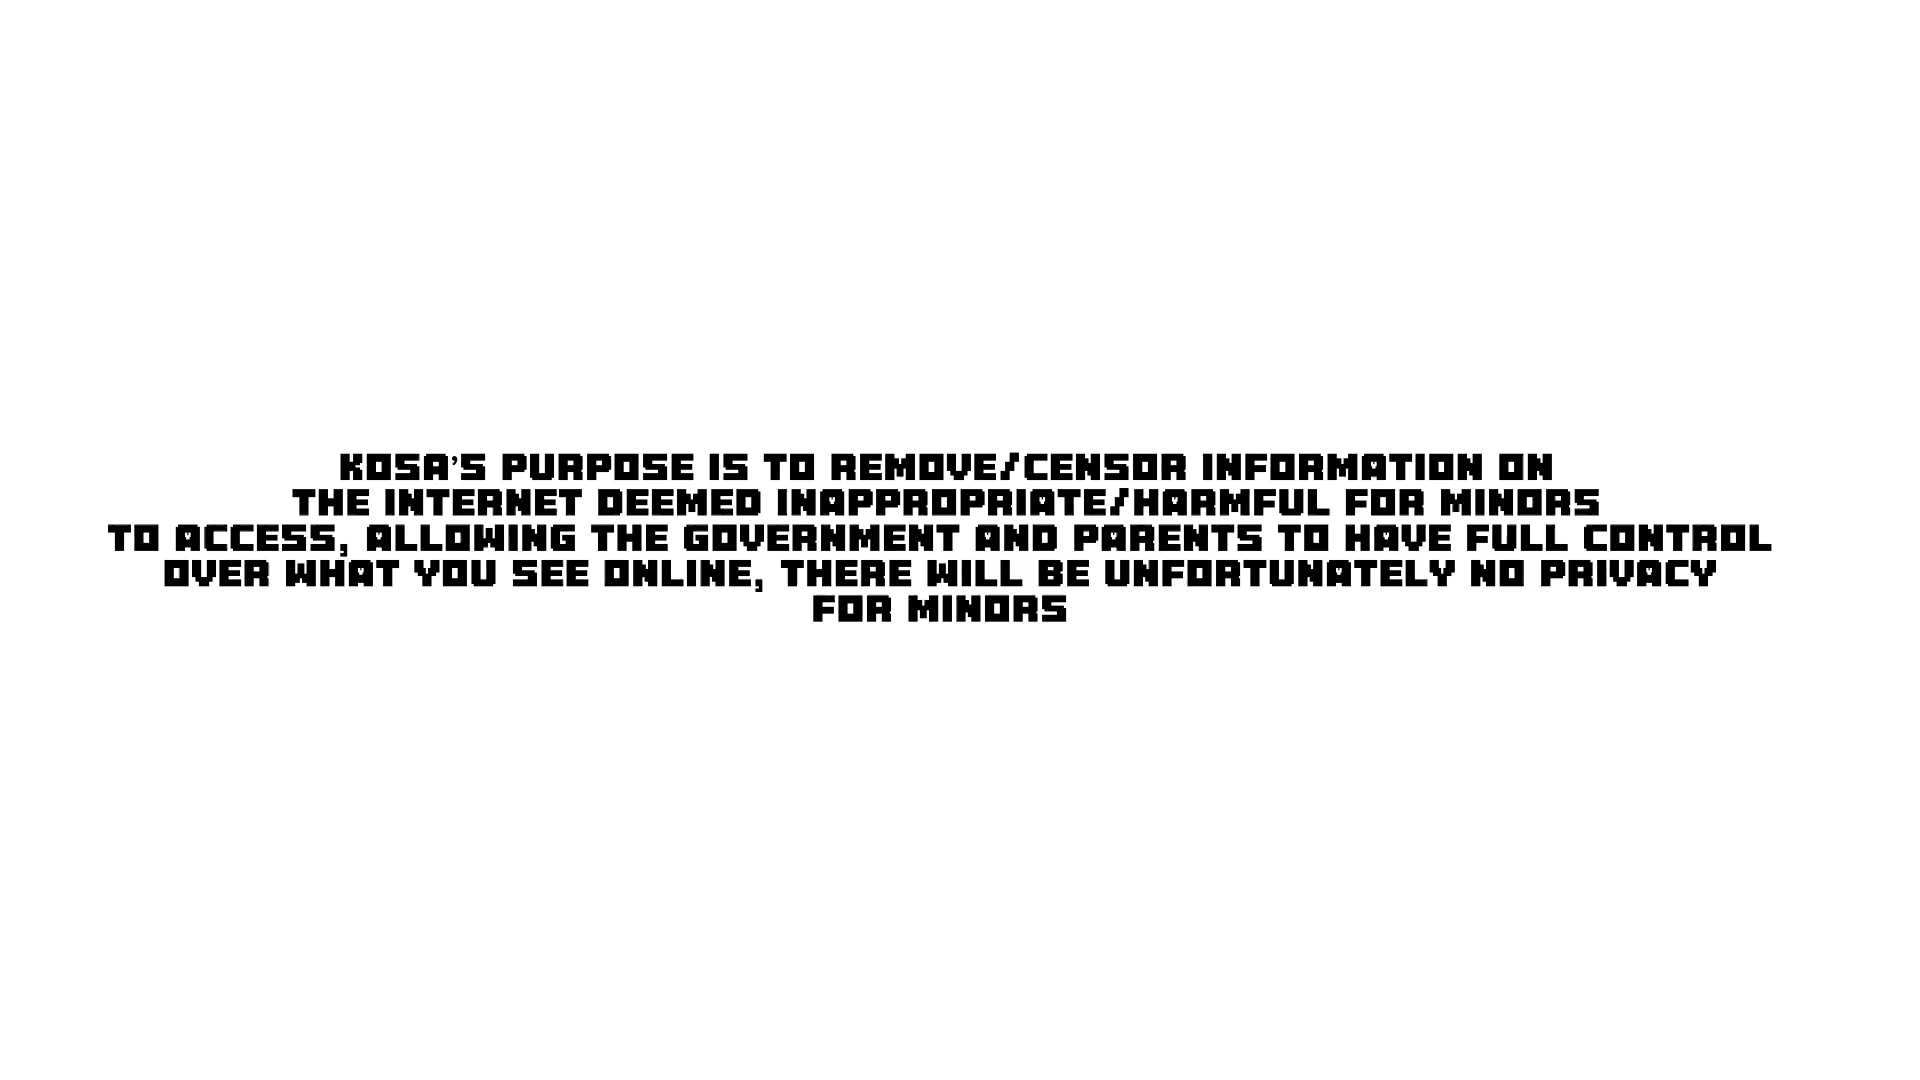 KOSA'S PURPOSE IS TO REMOVE/CENSOR INFORMATION ON
THE INTERNET DEEMED INAPPROPRIATE/HARMFUL FOR MINORS
TO ACCESS, ALLOWING THE GOVERNMENT AND PARENTS TO HAVE FULL CONTROL
OVER WHAT YOU SEE ONLINE, THERE WILL BE UNFORTUNATELY NO PRIVACY
FOR MINORS